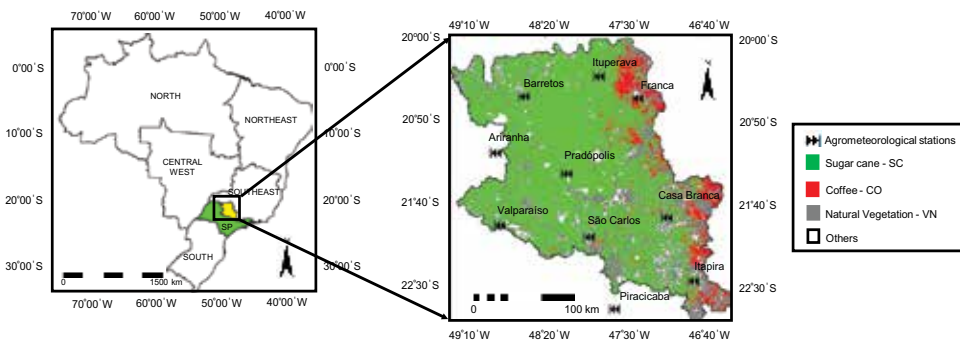 70°00'W 60°00'W 50°00'W 40°00'W
0°00'S
0°00'S
NORTH
NORTHEAST
10°00'S
10°00'S
CENTRAL
WEST
SOUTHEAST
20°00'S
20°00'S
SP
SOUTH
30°00'S
30°00'S
0 1500 km
70°00'W 60°00'W 50°00'W 40°00'W
49°10'W 48°20'W 47°30'W 46°40'W
20º00'S
20º00'S
Ituperava
Barretos
Franca
20°50'S
20°50'S
Ariranha
Pradópolis
Casa Branca
21°40'S
21°40'S
Valparaíso
São Carlos
Itapira
22°30'S
22°30'S
Piracicaba
0 100 km
49°10'W 48°20'W 47°30'W 46°40'W
Agrometeorological stations
Sugar cane - SC
Coffee - CO
Natural Vegetation - VN
Others